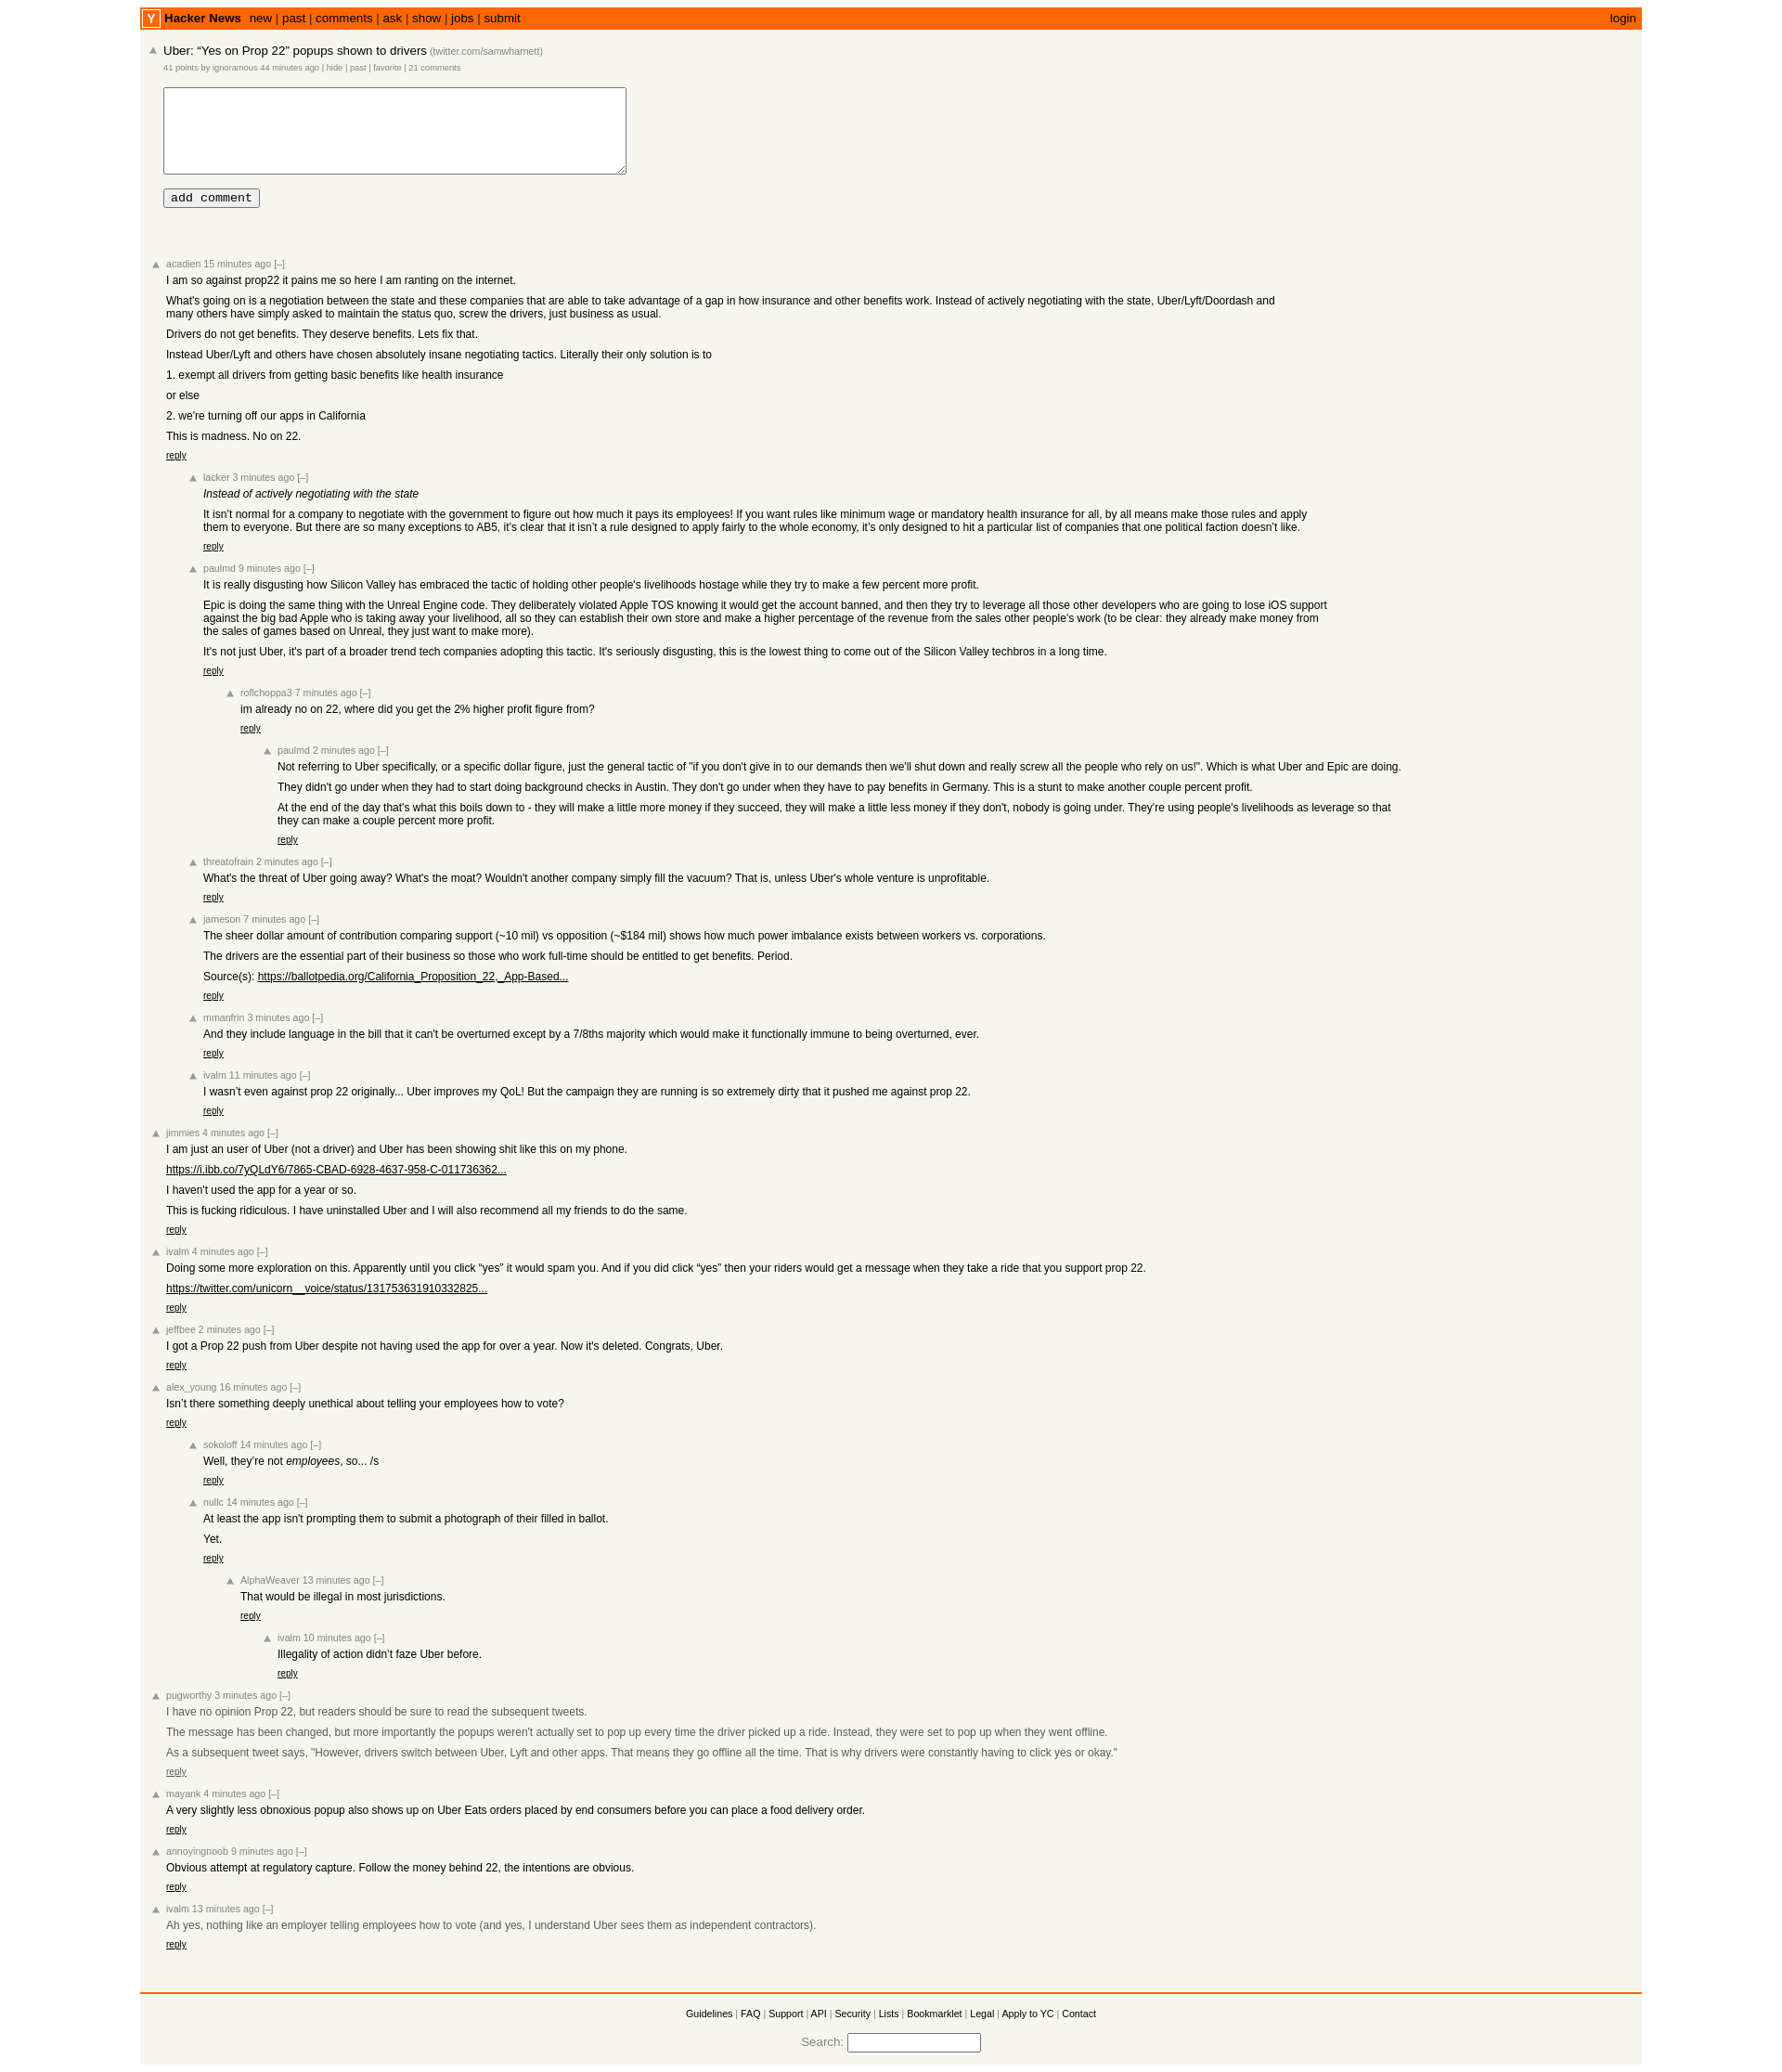 Y Hacker News new | past | comments | ask | show | jobs | submit login
Uber: “Yes on Prop 22” popups shown to drivers (twitter.com/samwharnett)
41 points by ignoramous 44 minutes ago | hide | past | favorite | 21 comments
add comment
acadien 15 minutes ago [–]
I am so against prop22 it pains me so here I am ranting on the internet.
What's going on is a negotiation between the state and these companies that are able to take advantage of a gap in how insurance and other benefits work. Instead of actively negotiating with the state, Uber/Lyft/Doordash and
many others have simply asked to maintain the status quo, screw the drivers, just business as usual.
Drivers do not get benefits. They deserve benefits. Lets fix that.
Instead Uber/Lyft and others have chosen absolutely insane negotiating tactics. Literally their only solution is to
1. exempt all drivers from getting basic benefits like health insurance
or else
2. we're turning off our apps in California
This is madness. No on 22.
reply
lacker 3 minutes ago [–]
Instead of actively negotiating with the state
It isn’t normal for a company to negotiate with the government to figure out how much it pays its employees! If you want rules like minimum wage or mandatory health insurance for all, by all means make those rules and apply
them to everyone. But there are so many exceptions to AB5, it’s clear that it isn’t a rule designed to apply fairly to the whole economy, it’s only designed to hit a particular list of companies that one political faction doesn’t like.
reply
paulmd 9 minutes ago [–]
It is really disgusting how Silicon Valley has embraced the tactic of holding other people's livelihoods hostage while they try to make a few percent more profit.
Epic is doing the same thing with the Unreal Engine code. They deliberately violated Apple TOS knowing it would get the account banned, and then they try to leverage all those other developers who are going to lose iOS support
against the big bad Apple who is taking away your livelihood, all so they can establish their own store and make a higher percentage of the revenue from the sales other people's work (to be clear: they already make money from
the sales of games based on Unreal, they just want to make more).
It's not just Uber, it's part of a broader trend tech companies adopting this tactic. It's seriously disgusting, this is the lowest thing to come out of the Silicon Valley techbros in a long time.
reply
roflchoppa3 7 minutes ago [–]
im already no on 22, where did you get the 2% higher profit figure from?
reply
paulmd 2 minutes ago [–]
Not referring to Uber specifically, or a specific dollar figure, just the general tactic of "if you don't give in to our demands then we'll shut down and really screw all the people who rely on us!". Which is what Uber and Epic are doing.
They didn't go under when they had to start doing background checks in Austin. They don't go under when they have to pay benefits in Germany. This is a stunt to make another couple percent profit.
At the end of the day that's what this boils down to - they will make a little more money if they succeed, they will make a little less money if they don't, nobody is going under. They're using people's livelihoods as leverage so that
they can make a couple percent more profit.
reply
threatofrain 2 minutes ago [–]
What's the threat of Uber going away? What's the moat? Wouldn't another company simply fill the vacuum? That is, unless Uber's whole venture is unprofitable.
reply
jameson 7 minutes ago [–]
The sheer dollar amount of contribution comparing support (~10 mil) vs opposition (~$184 mil) shows how much power imbalance exists between workers vs. corporations.
The drivers are the essential part of their business so those who work full-time should be entitled to get benefits. Period.
Source(s): https://ballotpedia.org/California_Proposition_22,_App-Based...
reply
mmanfrin 3 minutes ago [–]
And they include language in the bill that it can't be overturned except by a 7/8ths majority which would make it functionally immune to being overturned, ever.
reply
ivalm 11 minutes ago [–]
I wasn’t even against prop 22 originally... Uber improves my QoL! But the campaign they are running is so extremely dirty that it pushed me against prop 22.
reply
jimmies 4 minutes ago [–]
I am just an user of Uber (not a driver) and Uber has been showing shit like this on my phone.
https://i.ibb.co/7yQLdY6/7865-CBAD-6928-4637-958-C-011736362...
I haven't used the app for a year or so.
This is fucking ridiculous. I have uninstalled Uber and I will also recommend all my friends to do the same.
reply
ivalm 4 minutes ago [–]
Doing some more exploration on this. Apparently until you click “yes” it would spam you. And if you did click “yes” then your riders would get a message when they take a ride that you support prop 22.
https://twitter.com/unicorn__voice/status/131753631910332825...
reply
jeffbee 2 minutes ago [–]
I got a Prop 22 push from Uber despite not having used the app for over a year. Now it's deleted. Congrats, Uber.
reply
alex_young 16 minutes ago [–]
Isn’t there something deeply unethical about telling your employees how to vote?
reply
sokoloff 14 minutes ago [–]
Well, they’re not employees, so... /s
reply
nullc 14 minutes ago [–]
At least the app isn't prompting them to submit a photograph of their filled in ballot.
Yet.
reply
AlphaWeaver 13 minutes ago [–]
That would be illegal in most jurisdictions.
reply
ivalm 10 minutes ago [–]
Illegality of action didn’t faze Uber before.
reply
pugworthy 3 minutes ago [–]
I have no opinion Prop 22, but readers should be sure to read the subsequent tweets.
The message has been changed, but more importantly the popups weren't actually set to pop up every time the driver picked up a ride. Instead, they were set to pop up when they went offline.
As a subsequent tweet says, "However, drivers switch between Uber, Lyft and other apps. That means they go offline all the time. That is why drivers were constantly having to click yes or okay."
reply
mayank 4 minutes ago [–]
A very slightly less obnoxious popup also shows up on Uber Eats orders placed by end consumers before you can place a food delivery order.
reply
annoyingnoob 9 minutes ago [–]
Obvious attempt at regulatory capture. Follow the money behind 22, the intentions are obvious.
reply
ivalm 13 minutes ago [–]
Ah yes, nothing like an employer telling employees how to vote (and yes, I understand Uber sees them as independent contractors).
reply
Guidelines | FAQ | Support | API | Security | Lists | Bookmarklet | Legal | Apply to YC | Contact
Search: